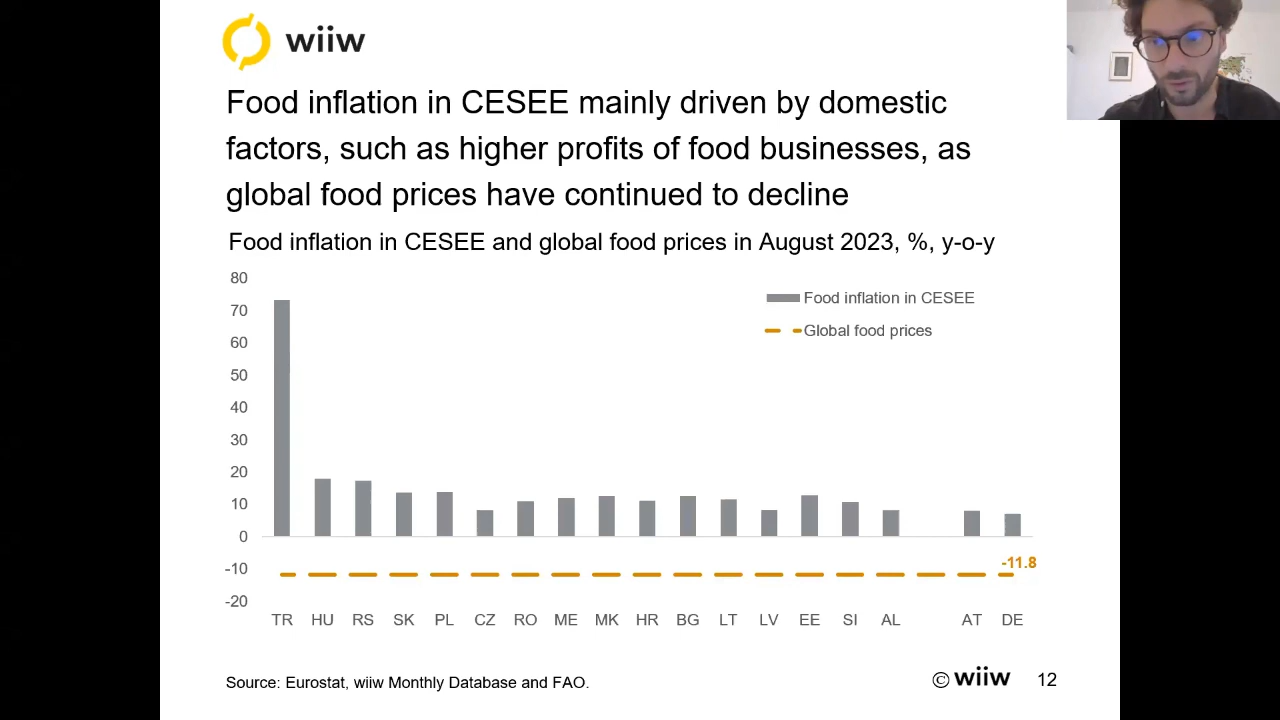 wiiw
Food inflation in CESEE mainly driven by domestic
factors, such as higher profits of food businesses, as
global food prices have continued to decline
Food inflation in CESEE and global food prices in August 2023, %, y-o-y
80
70
60
50
40
30
20
10
0
-10
-20
Food inflation in CESEE
Global food prices
-11.8
TR HU RS SK PL CZ RO ME MK HR BG LT LV EE SI AL AT DE
Source: Eurostat, wiiw Monthly Database and FAO.
© wiiw 12